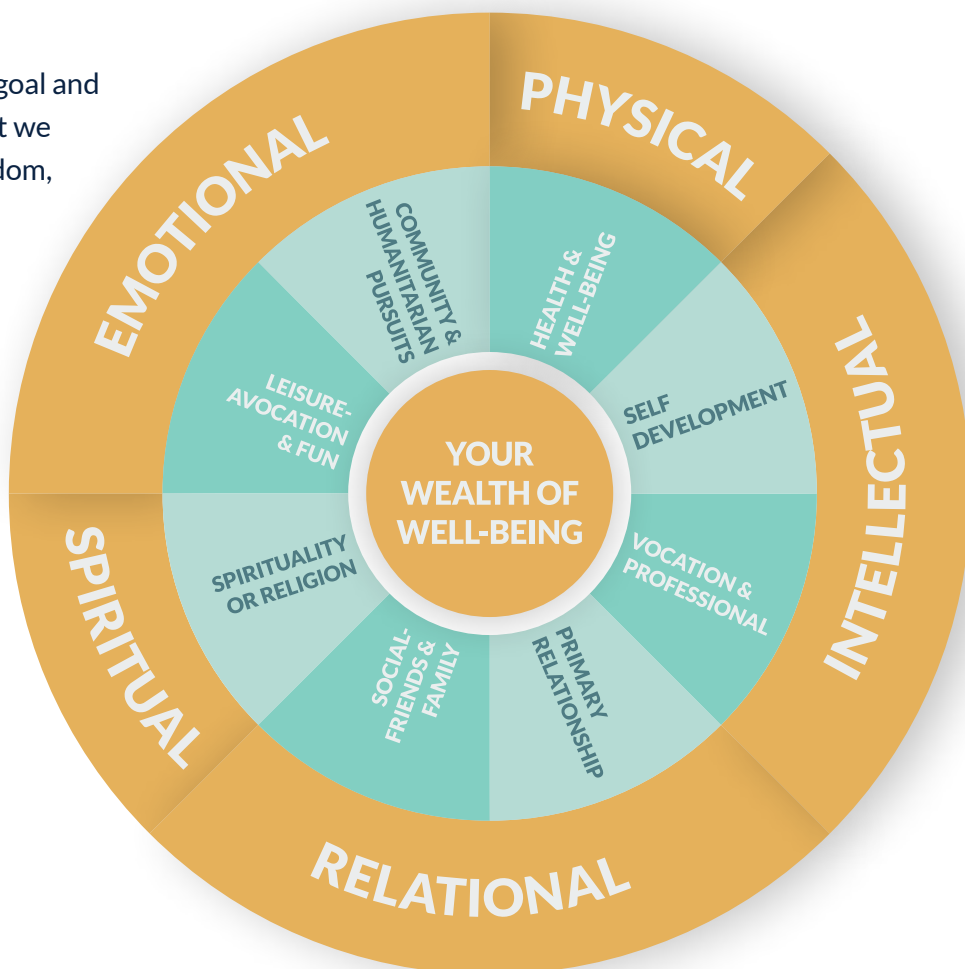 goal and
t we
dom,
EMOTIONAL
PHYSICAL
INTELLECTUAL
RELATIONAL
SPIRITUAL
COMMUNITY &
HUMANITARIAN
PURSUITS
HEALTH &
WELL-BEING
SELF
DEVELOPMENT
VOCATION &
PROFESSIONAL
PRIMARY
RELATIONSHIP
SOCIAL-
FRIENDS &
FAMILY
SPIRITUALITY
OR RELIGION
LEISURE-
AVOCATION
& FUN
YOUR
WEALTH OF
WELL-BEING